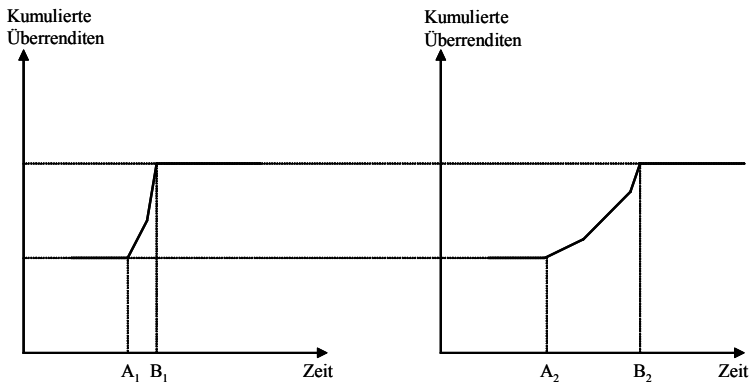 Kumulierte
Überrenditen
A1 B1 Zeit
Kumulierte
Überrenditen
A2 B2 Zeit